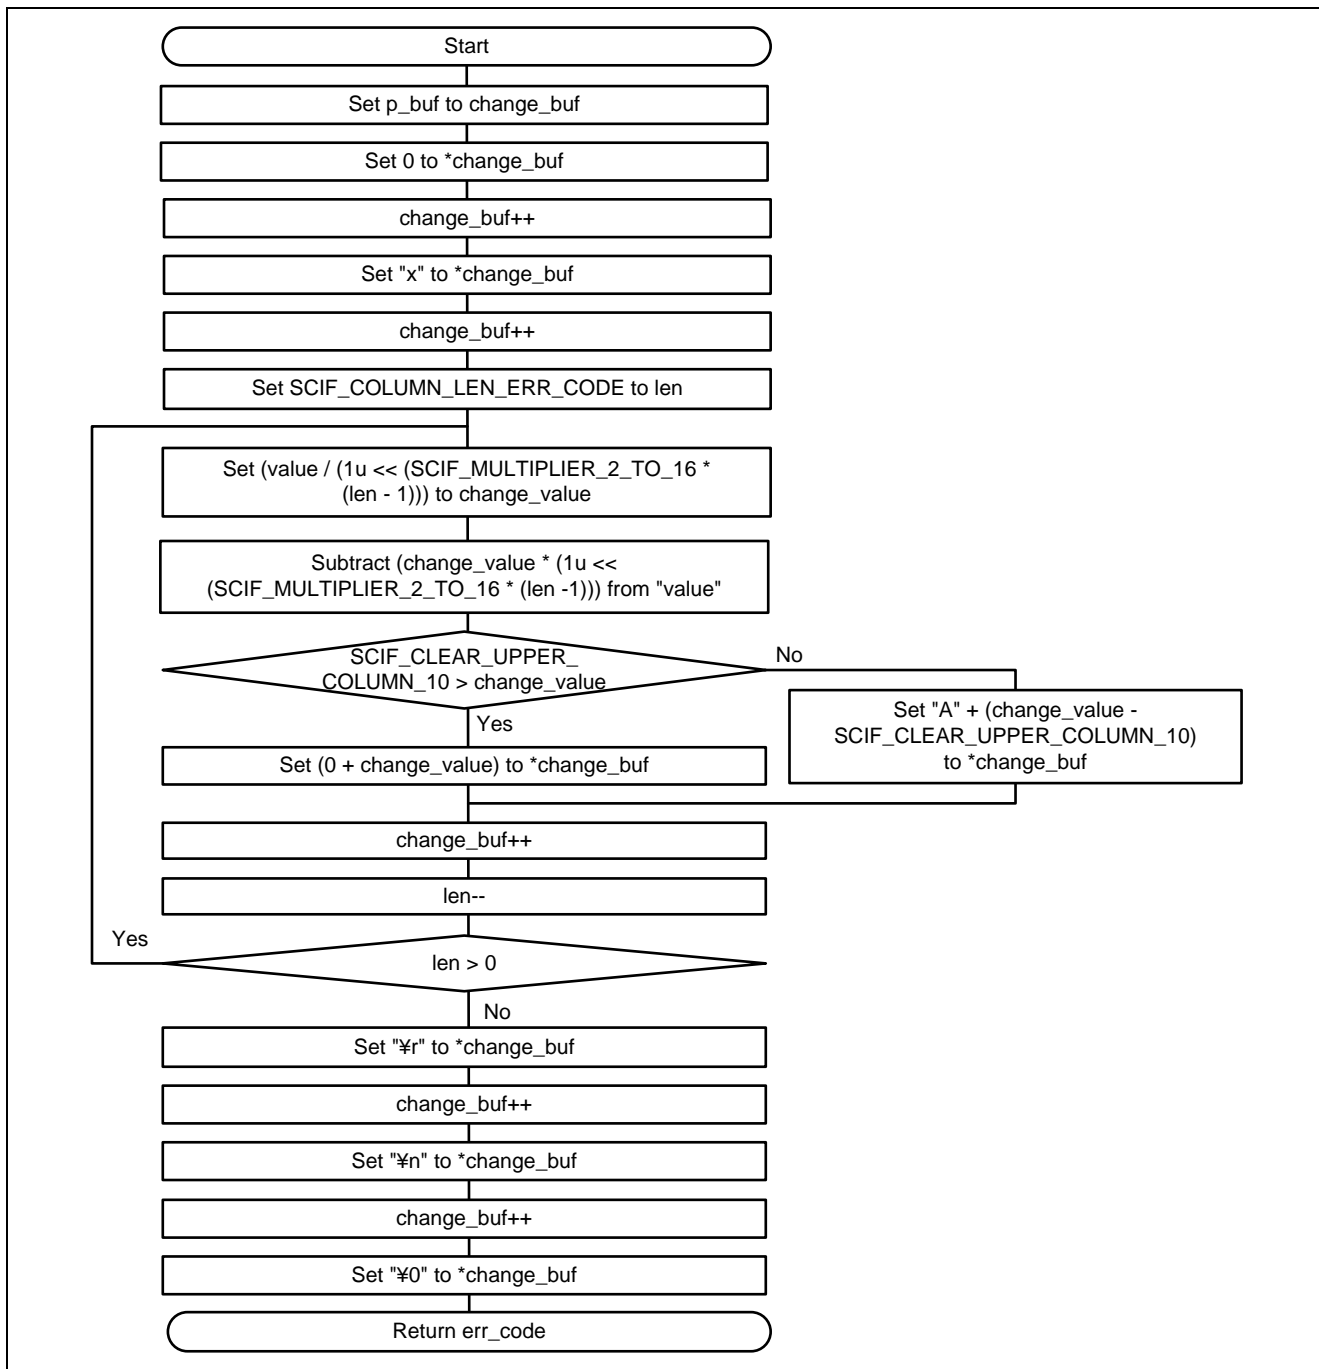 Start
Set p_buf to change_buf
Set 0 to *change_buf
change_buf++
Set "x" to *change_buf
change_buf++
Set SCIF_COLUMN_LEN_ERR_CODE to len
Set (value / (1u << (SCIF_MULTIPLIER_2_TO_16 *
(len - 1))) to change_value
Subtract (change_value * (1u <<
(SCIF_MULTIPLIER_2_TO_16 * (len -1))) from "value"
SCIF_CLEAR_UPPER_
COLUMN_10 > change_value
No
Set "A" + (change_value -
SCIF_CLEAR_UPPER_COLUMN_10)
to *change_buf
Yes
Set (0 + change_value) to *change_buf
change_buf++
len--
Yes
len > 0
No
Set "¥r" to *change_buf
change_buf++
Set "¥n" to *change_buf
change_buf++
Set "¥0" to *change_buf
Return err_code